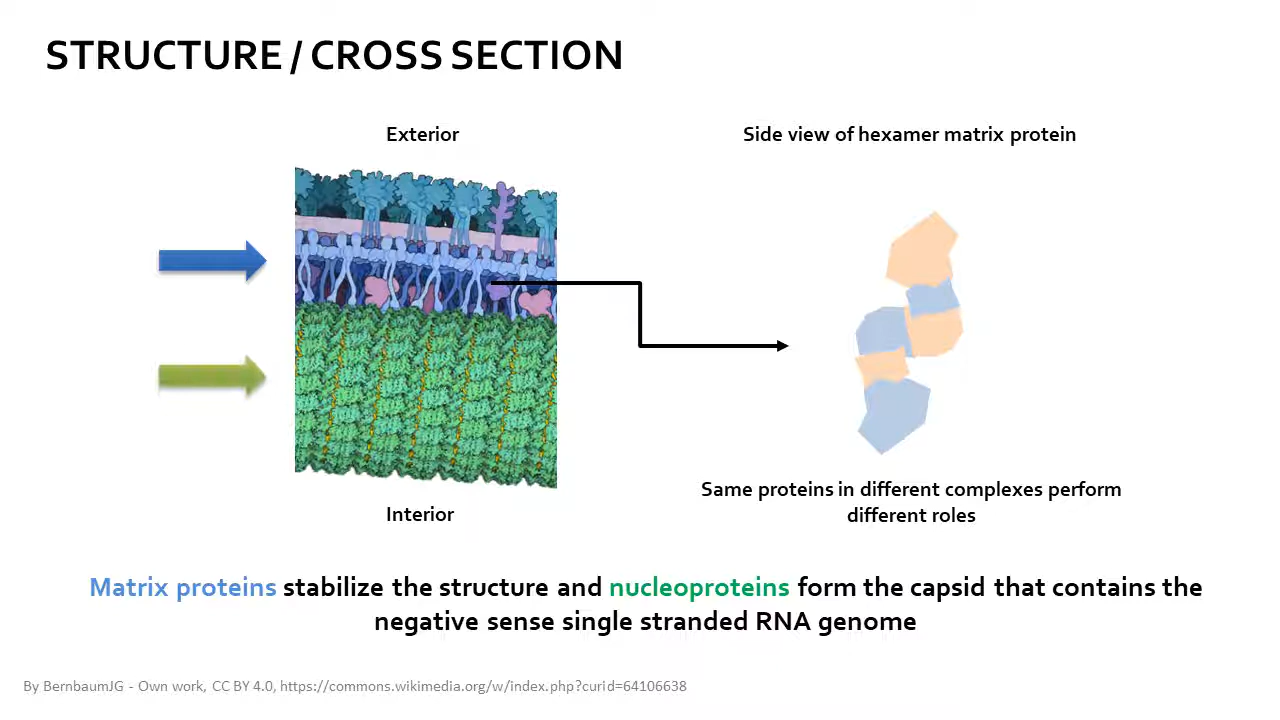 STRUCTURE / CROSS SECTION
Exterior
Side view of hexamer matrix protein
Interior
Same proteins in different complexes perform
different roles
Matrix proteins stabilize the structure and nucleoproteins form the capsid that contains the
negative sense single stranded RNA genome
By BernbaumJG - Own work, CC BY 4.0, https://commons.wikimedia.org/w/index.php?curid=64106638